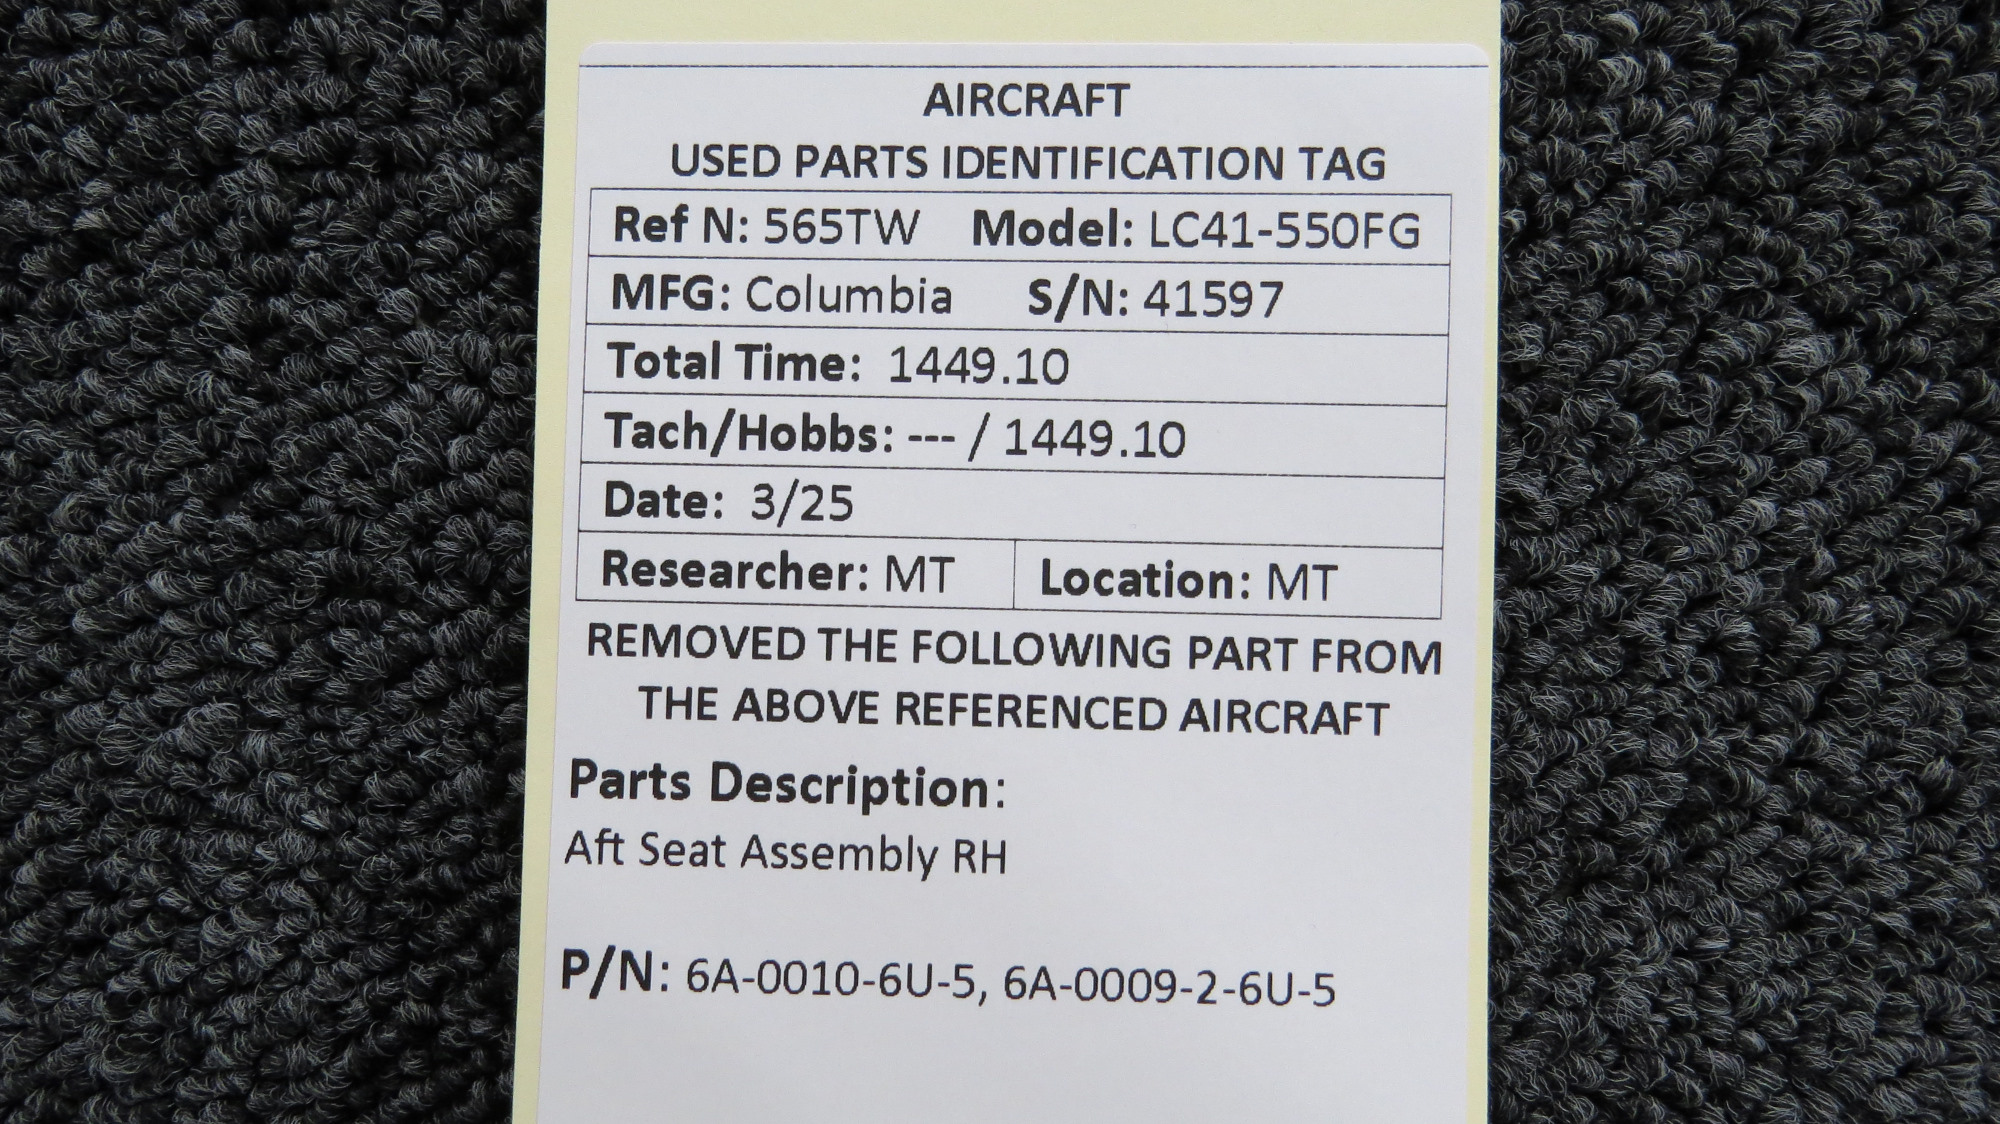 AIRCRAFT
USED PARTS IDENTIFICATION TAG
Ref N: 565TW Model: LC41-550FG
MFG: Columbia S/N: 41597
Total Time: 1449.10
Tach/Hobbs: --- / 1449.10
Date: 3/25
Researcher: MT Location: MT
REMOVED THE FOLLOWING PART FROM
THE ABOVE REFERENCED AIRCRAFT
Parts Description:
Aft Seat Assembly RH
P/N: 6A-0010-6U-5, 6A-0009-2-6U-5